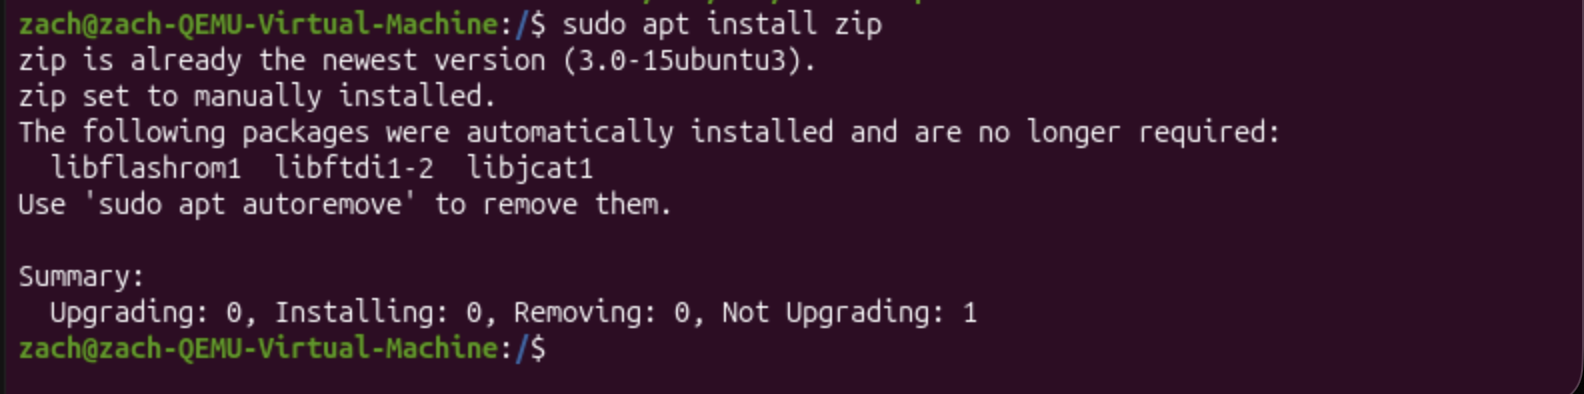 zach@zach-QEMU-Virtual-Machine:/$ sudo apt install zip
zip is already the newest version (3.0-15ubuntu3).
zip set to manually installed.
The following packages were automatically installed and are no longer required:
  libflashrom1  libftdi1-2  libjcat1
Use 'sudo apt autoremove' to remove them.

Summary:
  Upgrading: 0, Installing: 0, Removing: 0, Not Upgrading: 1
zach@zach-QEMU-Virtual-Machine:/$